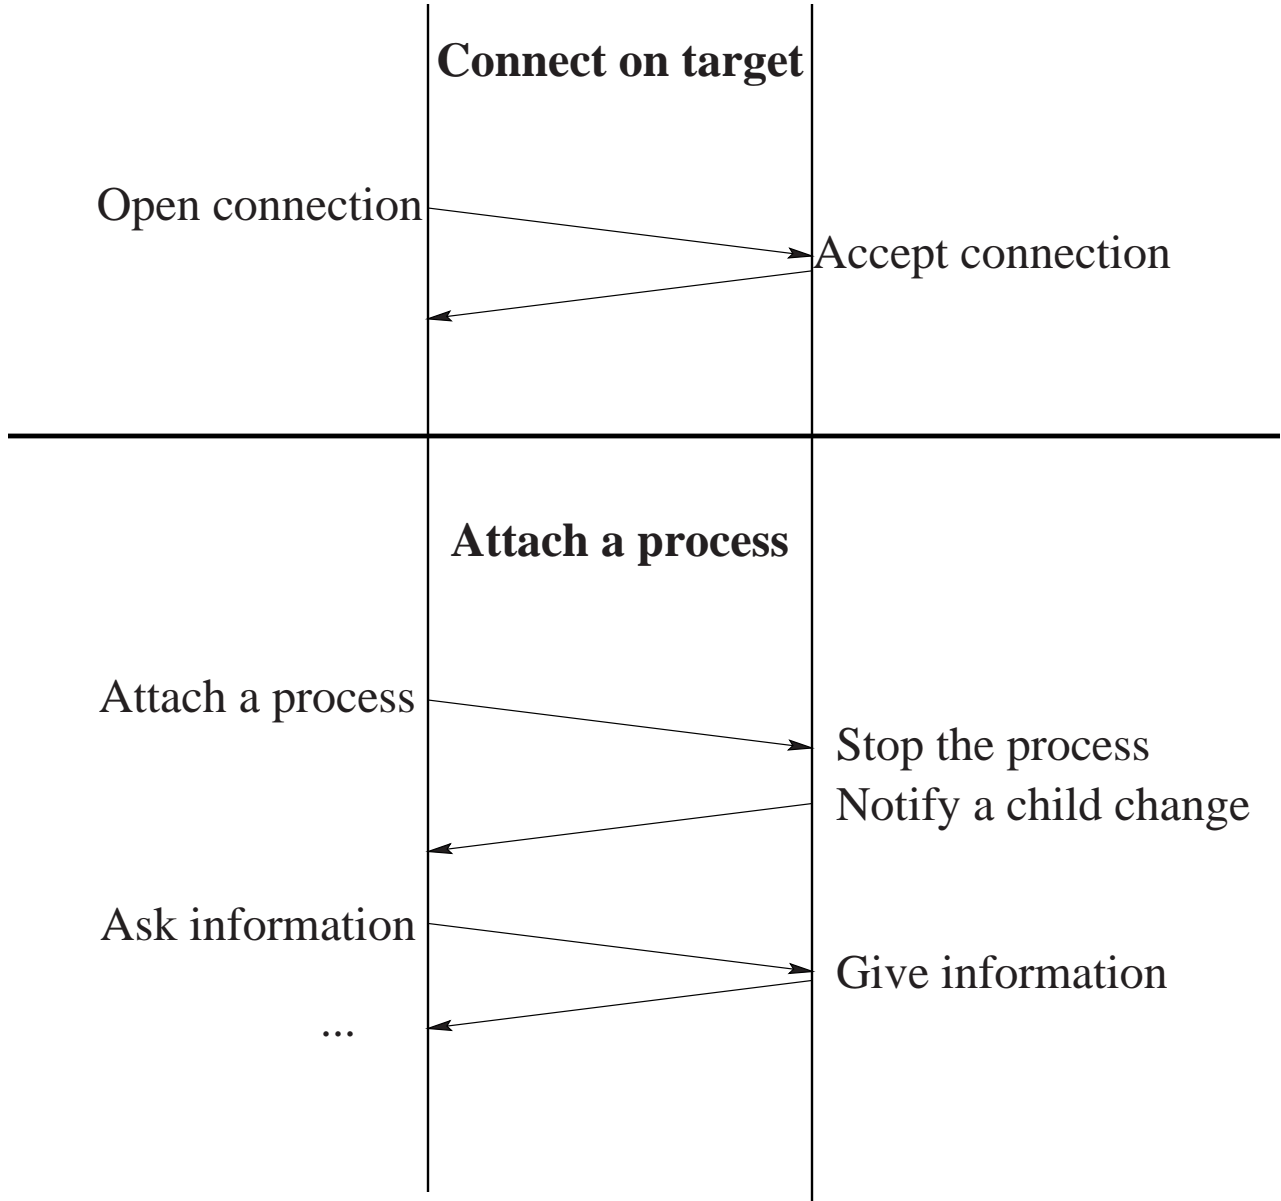 Connect on target
Open connection
Accept connection
Attach a process
Attach a process
Stop the process
Notify a child change
Ask information
Give information
...